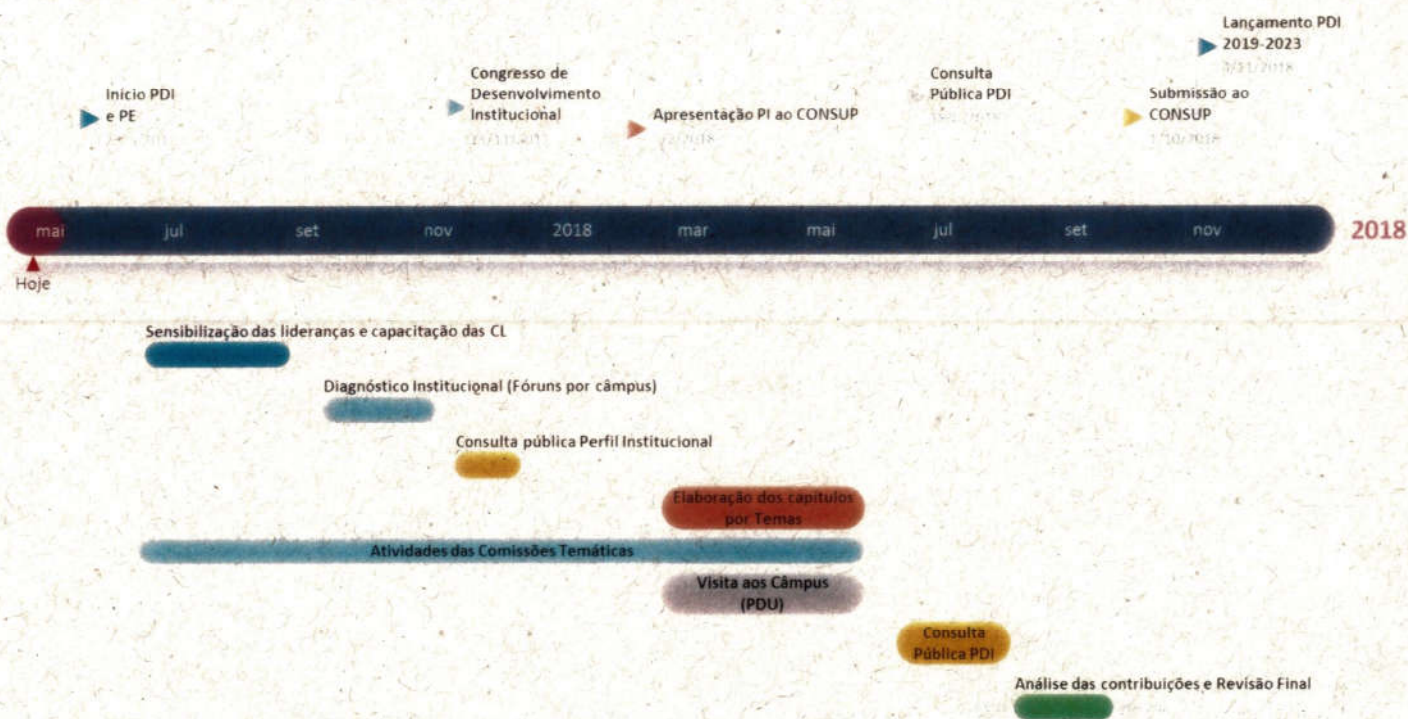 Lançamento PDI
2019-2023
Início PDI
e PE
Congresso de
Desenvolvimento
Institucional
Apresentação PI ao CONSUP
Consulta
Pública PDI
Submissão ao
CONSUP
mai
jul
set
nov
2018
mar
mai
jul
set
nov
2018
Hoje
Sensibilização das lideranças e capacitação das CL
Diagnóstico Institucional (Fóruns por câmpus)
Consulta pública Perfil Institucional
Elaboração dos capítulos
por Temas
Atividades das Comissões Temáticas
Visita aos Câmpus
(PDU)
Consulta
Pública PDI
Análise das contribuições e Revisão Final